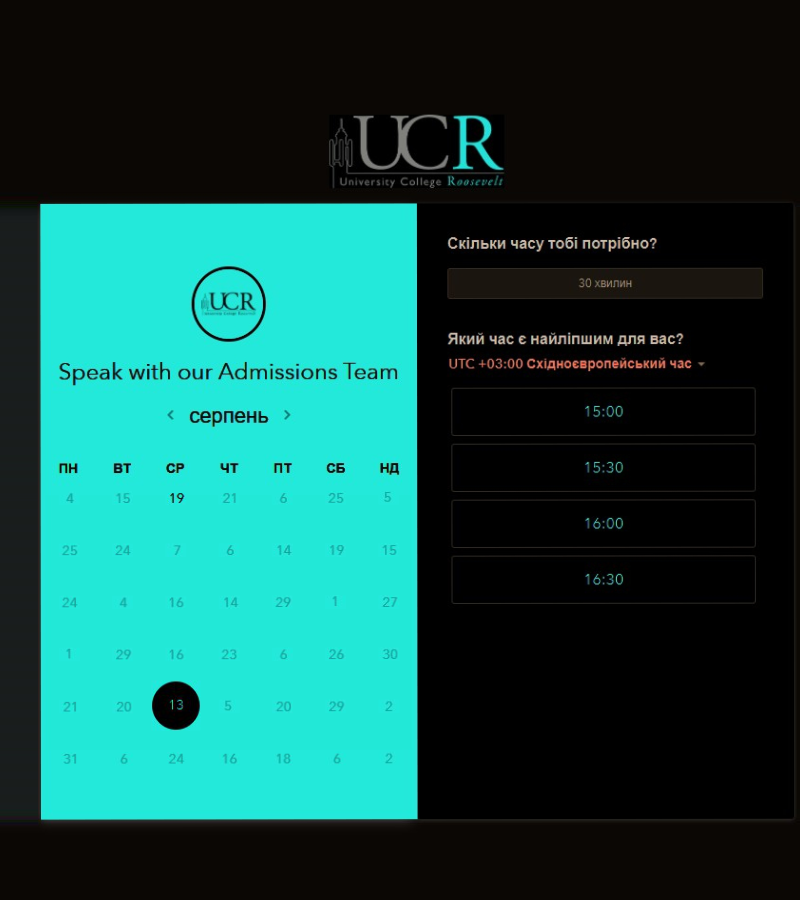 UCR
University College Roosevelt
UCR
Speak with our Admissions Team
серпень
ПН ВТ СР ЧТ ПТ СБ НД
4 15 19 21 6 25 5
25 24 7 6 14 19 15
24 4 16 14 29 1 27
1 29 16 23 6 26 30
21 20 13 5 20 29 2
31 6 24 16 18 6 2
Скільки часу тобі потрібно?
30 хвилин
Який час є найліпшим для вас?
UTC +03:00 Східноєвропейський час
15:00
15:30
16:00
16:30